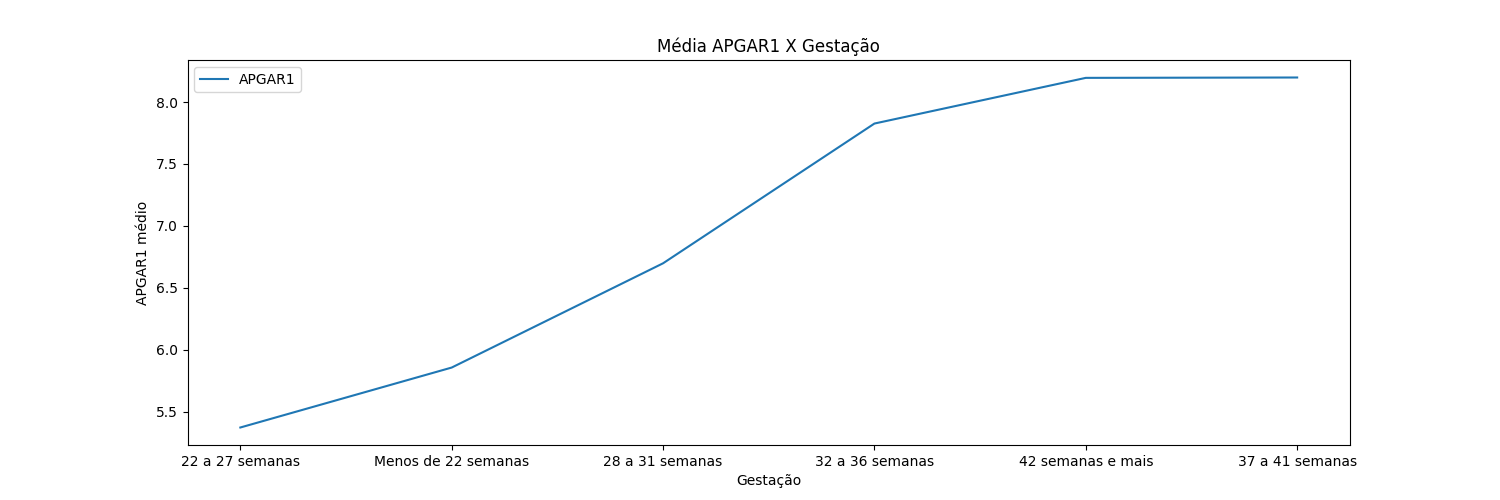 Média APGAR1 X Gestação
APGAR1
APGAR1 médio
8.0
7.5
7.0
6.5
6.0
5.5
22 a 27 semanas
Menos de 22 semanas
28 a 31 semanas
32 a 36 semanas
42 semanas e mais
37 a 41 semanas
Gestação